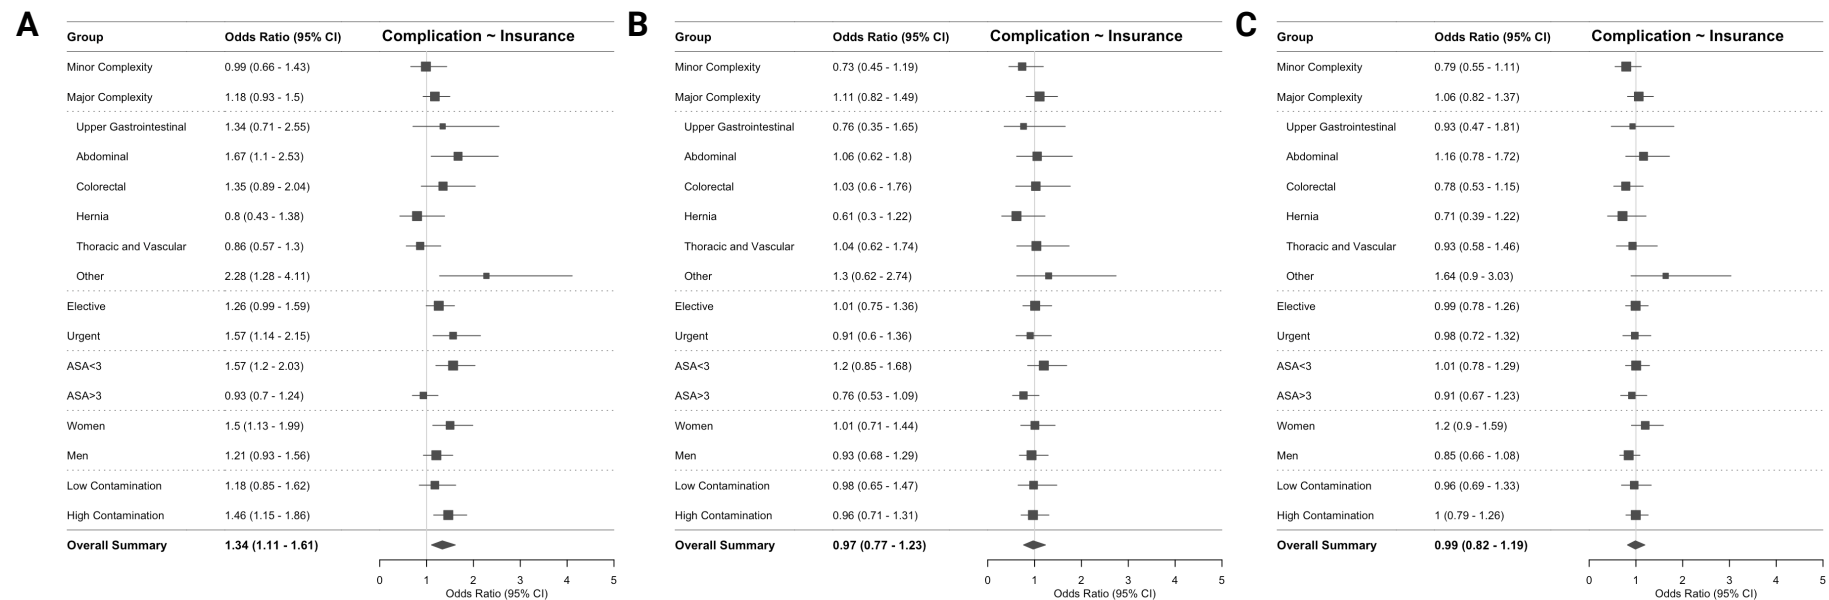 A
Group Odds Ratio (95% CI) Complication ~ Insurance
Minor Complexity 0.99 (0.66 - 1.43)
Major Complexity 1.18 (0.93 - 1.5)
Upper Gastrointestinal 1.34 (0.71 - 2.55)
Abdominal 1.67 (1.1 - 2.53)
Colorectal 1.35 (0.89 - 2.04)
Hernia 0.8 (0.43 - 1.38)
Thoracic and Vascular 0.86 (0.57 - 1.3)
Other 2.28 (1.28 - 4.11)
Elective 1.26 (0.99 - 1.59)
Urgent 1.57 (1.14 - 2.15)
ASA<3 1.57 (1.2 - 2.03)
ASA>3 0.93 (0.7 - 1.24)
Women 1.5 (1.13 - 1.99)
Men 1.21 (0.93 - 1.56)
Low Contamination 1.18 (0.85 - 1.62)
High Contamination 1.46 (1.15 - 1.86)
Overall Summary 1.34 (1.11 - 1.61)
0 1 2 3 4 5
Odds Ratio (95% CI)
B
Group Odds Ratio (95% CI) Complication ~ Insurance
Minor Complexity 0.73 (0.45 - 1.19)
Major Complexity 1.11 (0.82 - 1.49)
Upper Gastrointestinal 0.76 (0.35 - 1.65)
Abdominal 1.06 (0.62 - 1.8)
Colorectal 1.03 (0.6 - 1.76)
Hernia 0.61 (0.3 - 1.22)
Thoracic and Vascular 1.04 (0.62 - 1.74)
Other 1.3 (0.62 - 2.74)
Elective 1.01 (0.75 - 1.36)
Urgent 0.91 (0.6 - 1.36)
ASA<3 1.2 (0.85 - 1.68)
ASA>3 0.76 (0.53 - 1.09)
Women 1.01 (0.71 - 1.44)
Men 0.93 (0.68 - 1.29)
Low Contamination 0.98 (0.65 - 1.47)
High Contamination 0.96 (0.71 - 1.31)
Overall Summary 0.97 (0.77 - 1.23)
0 1 2 3 4 5
Odds Ratio (95% CI)
C
Group Odds Ratio (95% CI) Complication ~ Insurance
Minor Complexity 0.79 (0.55 - 1.11)
Major Complexity 1.06 (0.82 - 1.37)
Upper Gastrointestinal 0.93 (0.47 - 1.81)
Abdominal 1.16 (0.78 - 1.72)
Colorectal 0.78 (0.53 - 1.15)
Hernia 0.71 (0.39 - 1.22)
Thoracic and Vascular 0.93 (0.58 - 1.46)
Other 1.64 (0.9 - 3.03)
Elective 0.99 (0.78 - 1.26)
Urgent 0.98 (0.72 - 1.32)
ASA<3 1.01 (0.78 - 1.29)
ASA>3 0.91 (0.67 - 1.23)
Women 1.2 (0.9 - 1.59)
Men 0.85 (0.66 - 1.08)
Low Contamination 0.96 (0.69 - 1.33)
High Contamination 1 (0.79 - 1.26)
Overall Summary 0.99 (0.82 - 1.19)
0 1 2 3 4 5
Odds Ratio (95% CI)